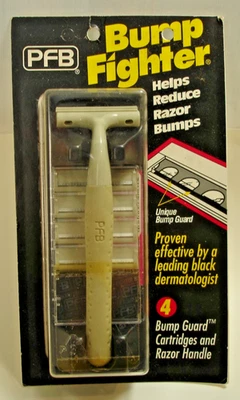 PFB®
Bump
Fighter®
Helps
Reduce
Razor
Bumps
Unique
Bump Guard
PFB
Proven
effective by a
leading black
dermatologist
4
Bump Guard™
Cartridges and
Razor Handle